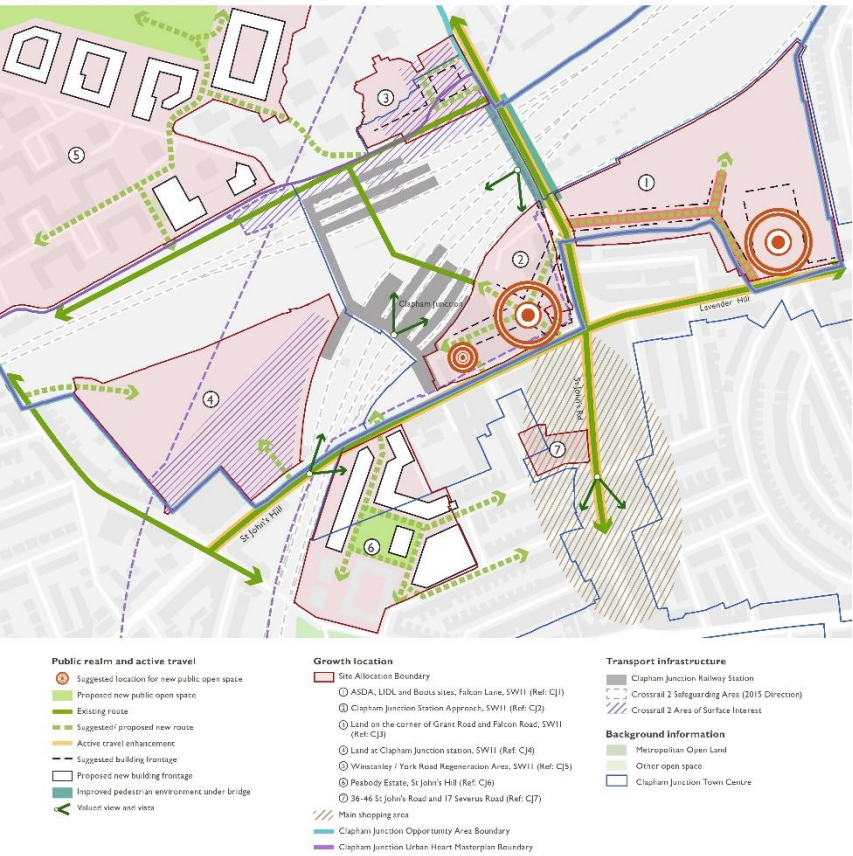 5
3
1
2
Clapham Junction
Lavender Hill
St John's Rd
4
7
St John's Hill
6
Public realm and active travel
Suggested location for new public open space
Proposed new public open space
Existing route
Suggested/ proposed new route
Active travel enhancement
Suggested building frontage
Proposed new building frontage
Improved pedestrian environment under bridge
Valued view and vista
Growth location
Site Allocation Boundary
1 ASDA, LIDL and Boots sites, Falcon Lane, SW11 (Ref: CJ1)
2 Clapham Junction Station Approach, SW11 (Ref: CJ2)
3 Land on the corner of Grant Road and Falcon Road, SW11
(Ref: CJ3)
4 Land at Clapham Junction station, SW11 (Ref: CJ4)
5 Winstanley / York Road Regeneration Area, SW11 (Ref: CJ5)
6 Peabody Estate, St John's Hill (Ref: CJ6)
7 36-46 St John's Road and 17 Severus Road (Ref: CJ7)
Main shopping area
Clapham Junction Opportunity Area Boundary
Clapham Junction Urban Heart Masterplan Boundary
Transport infrastructure
Clapham Junction Railway Station
Crossrail 2 Safeguarding Area (2015 Direction)
Crossrail 2 Area of Surface Interest
Background information
Metropolitan Open Land
Other open space
Clapham Junction Town Centre